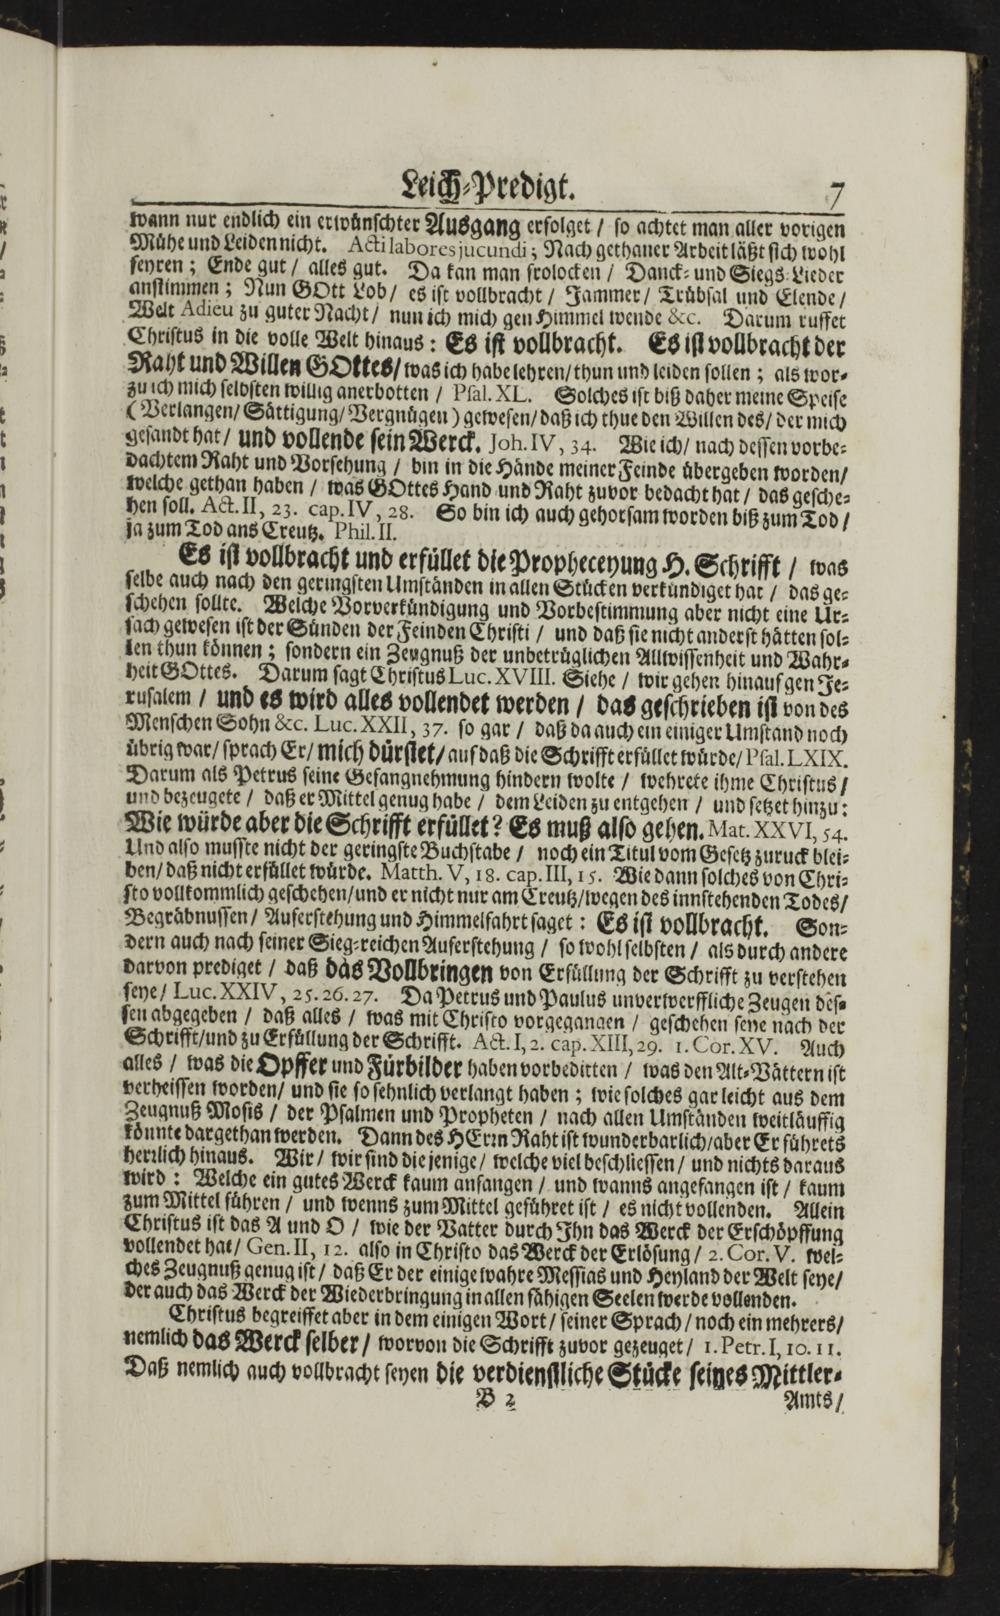 Leich-Predigt. 7
wann nur endlich ein erwünschter Ausgang erfolget / so achtet man aller vorigen
Mühe und Leiden nicht. Acti labores jucundi; Nach gethaner Arbeit läßt sich wohl
feyren; Ende gut / alles gut. Da kan man frolocken / Danck- und Siegs-Lieder
anstimmen; Nun GOtt Lob / es ist vollbracht / Jammer / Trübsal und Elende /
Welt Adieu zu guter Nacht / nun ich mich gen Himmel wende &c. Darum ruffet
Christus in die volle Welt hinaus: Es ist vollbracht. Es ist vollbracht der
Raht und Willen GOttes / was ich habe lehren / thun und leiden sollen; als wor-
zu ich mich selbsten willig anerbotten / Psal. XL. Solches ist biß daher meine Speise
(Verlangen / Sättigung / Vergnügen) gewesen / daß ich thue den Willen des / der mich
gesandt hat / und vollende sein Werck. Joh. IV, 34. Wie ich / nach dessen vorbe-
dachtem Raht und Vorsehung / bin in die Hände meiner Feinde übergeben worden /
welche gethan haben / was GOttes Hand und Raht zuvor bedacht hat / das gesche-
hen soll. Act. II, 23. cap. IV, 28. So bin ich auch gehorsam worden biß zum Tod /
ja zum Tod ans Creutz. Phil. II.
Es ist vollbracht und erfüllet die Propheceyung H. Schrifft / was
selbe auch nach den geringsten Umständen in allen Stücken verkündiget hat / das ge-
schehen sollte. Welche Vorverkündigung und Vorbestimmung aber nicht eine Ur-
sach gewesen ist der Sünden der Feinden Christi / und daß sie nicht anderst hätten sol-
len thun können; sondern ein Zeugnuß der unbetrüglichen Allwissenheit und Wahr-
heit GOttes. Darum sagt Christus Luc. XVIII. Siehe / wir gehen hinauf gen Je-
rusalem / und es wird alles vollendet werden / das geschrieben ist von des
Menschen Sohn &c. Luc. XXII, 37. so gar / daß da auch ein einiger Umstand noch
übrig war / sprach Er / mich dürstet / auf daß die Schrifft erfüllet würde / Psal. LXIX.
Darum als Petrus seine Gefangnehmung hindern wolte / wehrete ihme Christus /
und bezeugete / daß er Mittel genug habe / dem Leiden zu entgehen / und setzet hinzu:
Wie würde aber die Schrifft erfüllet? Es muß also gehen. Mat. XXVI, 54.
Und also musste nicht der geringste Buchstabe / noch ein Titul vom Gesetz zuruck blei-
ben / daß nicht erfüllet würde. Matth. V, 18. cap. III, 15. Wie dann solches von Chri-
sto vollkommlich geschehen / und er nicht nur am Creutz / wegen des innstehenden Todes /
Begräbnussen / Auferstehung und Himmelfahrt saget: Es ist vollbracht. Son-
dern auch nach seiner Sieg-reichen Auferstehung / so wohl selbsten / als durch andere
darvon prediget / daß das Vollbringen von Erfüllung der Schrifft zu verstehen
seye / Luc. XXIV, 25. 26. 27. Da Petrus und Paulus unverwerffliche Zeugen des-
sen abgegeben / daß alles / was mit Christo vorgegangen / geschehen seye nach der
Schrifft / und zu Erfüllung der Schrifft. Act. I, 2. cap. XIII, 29. 1. Cor. XV. Auch
alles / was die Opffer und Fürbilder haben vorbeditten / was den Alt-Vättern ist
verheissen worden / und sie so sehnlich verlangt haben; wie solches gar leicht aus dem
Zeugnuß Mosis / der Psalmen und Propheten / nach allen Umständen weitläuffig
könnte dargethan werden. Dann des HErrn Raht ist wunderbarlich / aber Er führets
herrlich hinaus. Wir / wir sind die jenige / welche viel beschliessen / und nichts daraus
wird: Welche ein gutes Werck kaum anfangen / und wanns angefangen ist / kaum
zum Mittel führen / und wenns zum Mittel geführet ist / es nicht vollenden. Allein
Christus ist das A und O / wie der Vatter durch Ihn das Werck der Erschöpffung
vollendet hat / Gen. II, 12. also in Christo das Werck der Erlösung / 2. Cor. V. wel-
ches Zeugnuß genug ist / daß Er der einige wahre Messias und Heyland der Welt seye /
der auch das Werck der Wiederbringung in allen fähigen Seelen werde vollenden.
Christus begreiffet aber in dem einigen Wort / seiner Sprach / noch ein mehrers /
nemlich das Werck selber / worvon die Schrifft zuvor gezeuget / 1. Petr. I, 10. 11.
Daß nemlich auch vollbracht seyen die verdienstliche Stücke seines Mittler-
B 2 Amts /